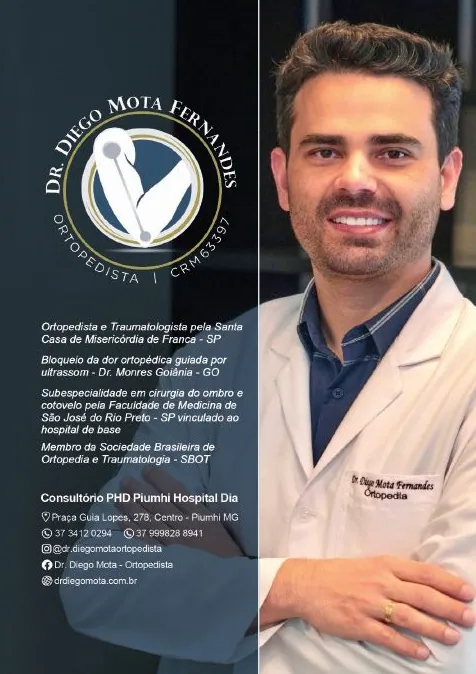 DR. DIEGO MOTA FERNANDES
ORTOPEDISTA | CRM63397
Ortopedista e Traumatologista pela Santa
Casa de Misericórdia de Franca - SP
Bloqueio da dor ortopédica guiada por
ultrassom - Dr. Monres Goiânia - GO
Subespecialidade em cirurgia do ombro e
cotovelo pela Faculdade de Medicina de
São José do Rio Preto - SP vinculado ao
hospital de base
Membro da Sociedade Brasileira de
Ortopedia e Traumatologia - SBOT
Consultório PHD Piumhi Hospital Dia
Praça Guia Lopes, 278, Centro - Piumhi MG
37 3412 0294 37 999828 8941
@dr.diegomotaortopedista
Dr. Diego Mota - Ortopedista
drdiegomota.com.br
Dr. Diego Mota Fernandes
Ortopedia